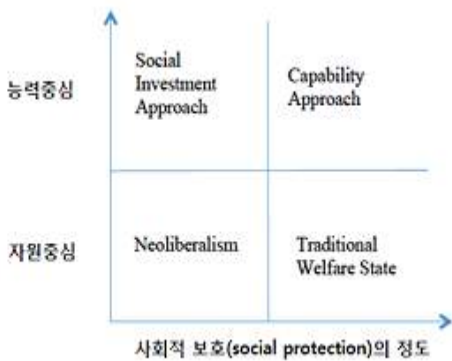 능력중심
Social
Investment
Approach
Capability
Approach
자원중심
Neoliberalism
Traditional
Welfare State
사회적 보호(social protection)의 정도